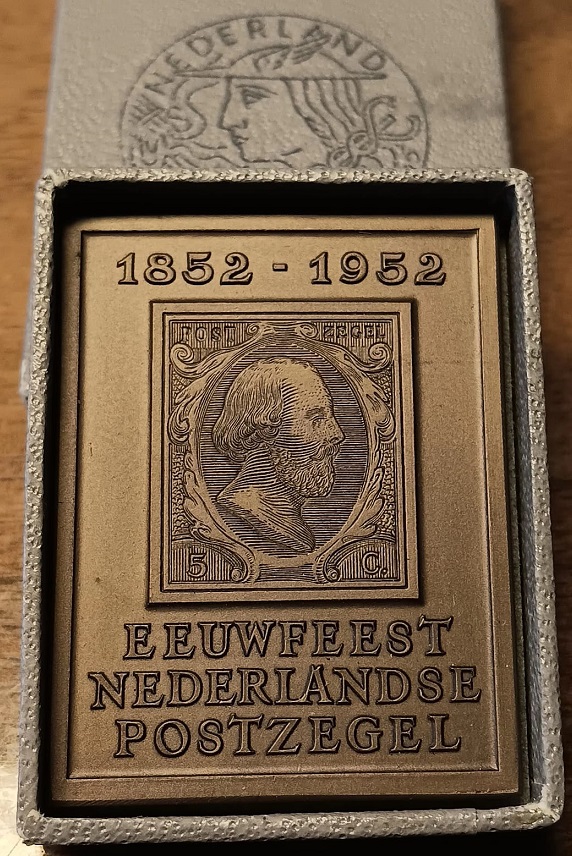 NEDERLAND
1852 - 1952
POST ZEGEL
5 C.
EEUWFEEST
NEDERLANDSE
POSTZEGEL